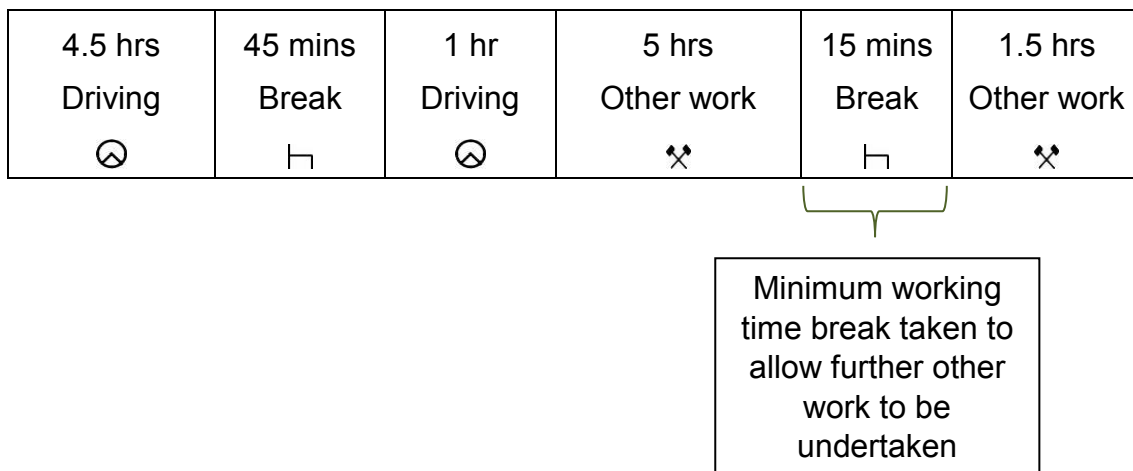 4.5 hrs 45 mins 1 hr 5 hrs 15 mins 1.5 hrs
Driving Break Driving Other work Break Other work
Minimum working
time break taken to
allow further other
work to be
undertaken